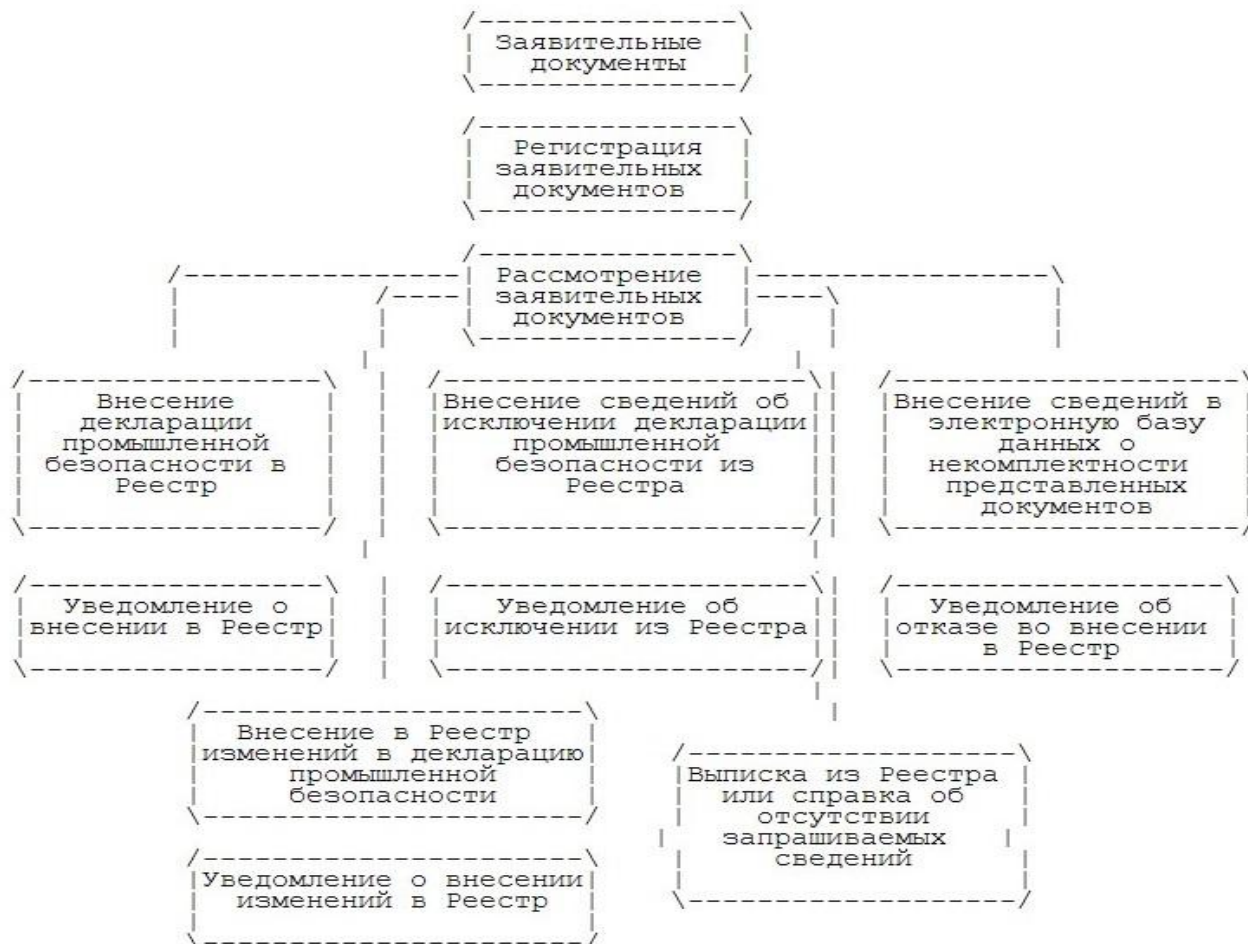 Заявительные
документы
Регистрация
заявительных
документов
Рассмотрение
заявительных
документов
Внесение
декларации
промышленной
безопасности в
Реестр
Внесение сведений об
исключении декларации
промышленной
безопасности из
Реестра
Внесение сведений в
электронную базу
данных о
некомплектности
представленных
документов
Уведомление о
внесении в Реестр
Уведомление об
исключении из Реестра
Уведомление об
отказе во внесении
в Реестр
Внесение в Реестр
изменений в декларацию
промышленной
безопасности
Выписка из Реестра
или справка об
отсутствии
запрашиваемых
сведений
Уведомление о внесении
изменений в Реестр